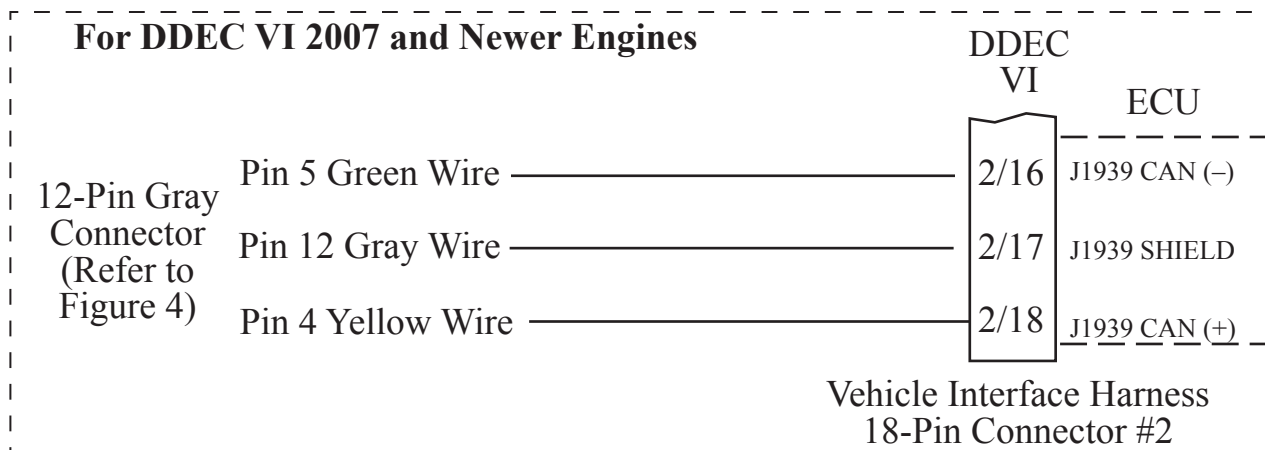 For DDEC VI 2007 and Newer Engines
DDEC
VI
ECU
12-Pin Gray
Connector
(Refer to
Figure 4)
Pin 5 Green Wire
2/16
J1939 CAN (–)
Pin 12 Gray Wire
2/17
J1939 SHIELD
Pin 4 Yellow Wire
2/18
J1939 CAN (+)
Vehicle Interface Harness
18-Pin Connector #2